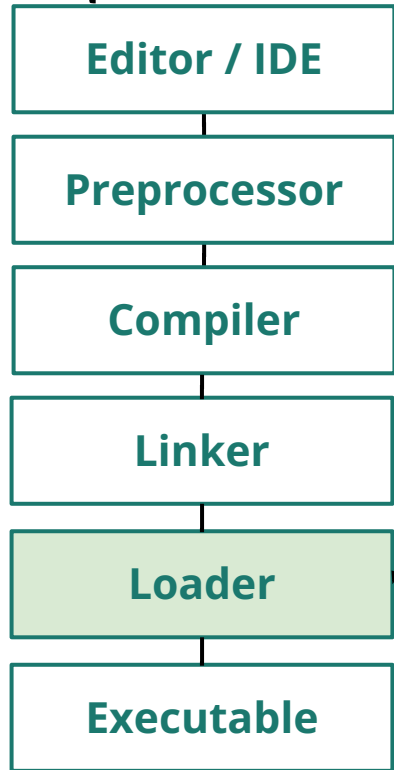 Editor / IDE
Preprocessor
Compiler
Linker
Loader
Executable